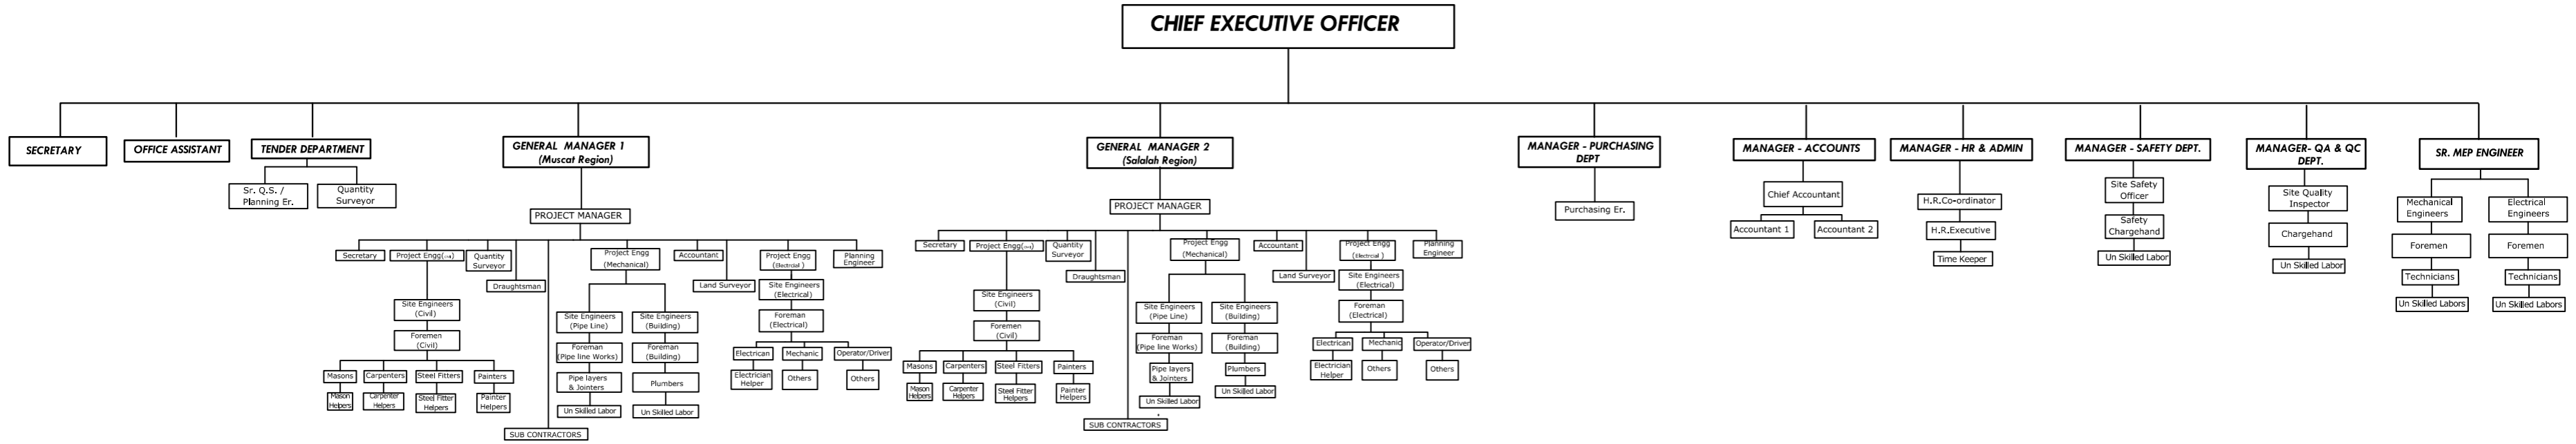 CHIEF EXECUTIVE OFFICER
SECRETARY
OFFICE ASSISTANT
TENDER DEPARTMENT
GENERAL MANAGER 1
(Muscat Region)
GENERAL MANAGER 2
(Salalah Region)
MANAGER - PURCHASING
DEPT
MANAGER - ACCOUNTS
MANAGER - HR & ADMIN
MANAGER - SAFETY DEPT.
MANAGER- QA & QC
DEPT.
SR. MEP ENGINEER
Sr. Q.S. /
Planning Er.
Quantity
Surveyor
PROJECT MANAGER
Secretary
Project Engg
Quantity
Surveyor
Draughtsman
Project Engg
(Mechanical)
Accountant
Land Surveyor
Project Engg
(Electrcial )
Planning
Engineer
Site Engineers
(Civil)
Foremen
(Civil)
Masons
Carpenters
Steel Fitters
Painters
Mason
Helpers
Carpenter
Helpers
Steel Fitter
Helpers
Painter
Helpers
Site Engineers
(Pipe Line)
Foreman
(Pipe line Works)
Pipe layers
& Jointers
Un Skilled Labor
Site Engineers
(Building)
Foreman
(Building)
Plumbers
Un Skilled Labor
Site Engineers
(Electrical)
Foreman
(Electrical)
Electrican
Mechanic
Operator/Driver
Electrician
Helper
Others
Others
SUB CONTRACTORS
PROJECT MANAGER
Secretary
Project Engg
Quantity
Surveyor
Draughtsman
Project Engg
(Mechanical)
Accountant
Land Surveyor
Project Engg
(Electrcial )
Planning
Engineer
Site Engineers
(Civil)
Foremen
(Civil)
Masons
Carpenters
Steel Fitters
Painters
Mason
Helpers
Carpenter
Helpers
Steel Fitter
Helpers
Painter
Helpers
Site Engineers
(Pipe Line)
Foreman
(Pipe line Works)
Pipe layers
& Jointers
Un Skilled Labor
Site Engineers
(Building)
Foreman
(Building)
Plumbers
Un Skilled Labor
Site Engineers
(Electrical)
Foreman
(Electrical)
Electrican
Mechanic
Operator/Driver
Electrician
Helper
Others
Others
SUB CONTRACTORS
Purchasing Er.
Chief Accountant
Accountant 1
Accountant 2
H.R.Co-ordinator
H.R.Executive
Time Keeper
Site Safety
Officer
Safety
Chargehand
Un Skilled Labor
Site Quality
Inspector
Chargehand
Un Skilled Labor
Mechanical
Engineers
Foremen
Technicians
Un Skilled Labors
Electrical
Engineers
Foremen
Technicians
Un Skilled Labors